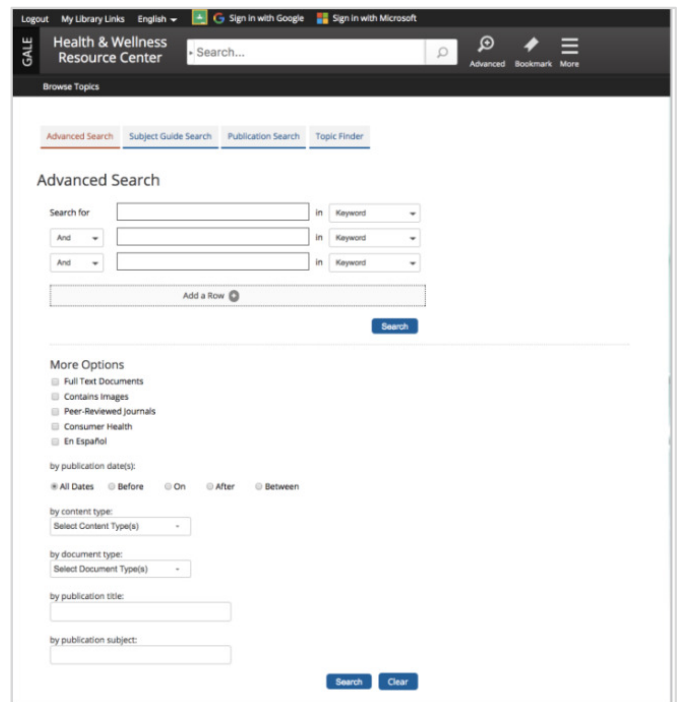 Logout My Library Links English Sign in with Google Sign in with Microsoft
GALE
Health & Wellness
Resource Center
Search...
Advanced Bookmark More
Browse Topics
Advanced Search Subject Guide Search Publication Search Topic Finder
Advanced Search
Search for in Keyword
And in Keyword
And in Keyword
Add a Row
Search
More Options
Full Text Documents
Contains Images
Peer-Reviewed Journals
Consumer Health
En Español
by publication date(s):
All Dates Before On After Between
by content type:
Select Content Type(s)
by document type:
Select Document Type(s)
by publication title:
by publication subject:
Search Clear